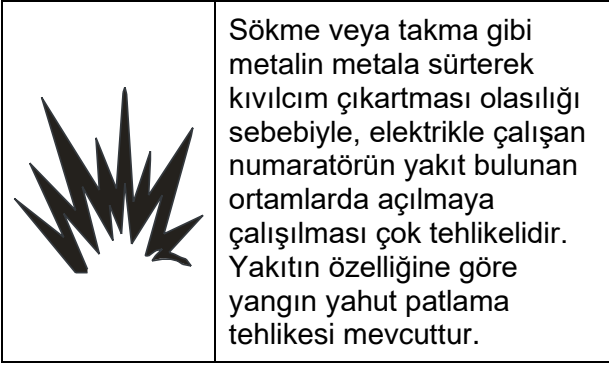 Sökme veya takma gibi
metalin metala sürterek
kıvılcım çıkartması olasılığı
sebebiyle, elektrikle çalışan
numaratörün yakıt bulunan
ortamlarda açılmaya
çalışılması çok tehlikelidir.
Yakıtın özelliğine göre
yangın yahut patlama
tehlikesi mevcuttur.